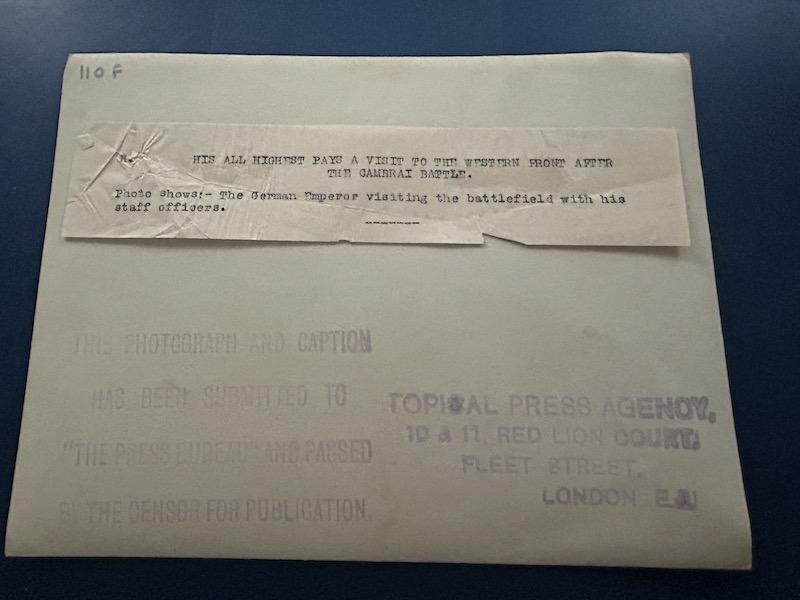 110 F
HIS ALL HIGHEST PAYS A VISIT TO THE WESTERN FRONT AFTER
THE CAMBRAI BATTLE.
Photo shows:- The German Emperor visiting the battlefield with his
staff officers.
-------
THIS PHOTOGRAPH AND CAPTION
HAS BEEN SUBMITTED TO
"THE PRESS BUREAU" AND PASSED
BY THE CENSOR FOR PUBLICATION.
TOPICAL PRESS AGENCY,
10 & 11, RED LION COURT,
FLEET STREET,
LONDON